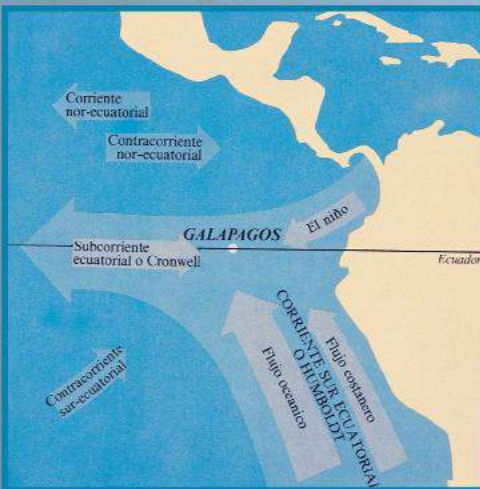 Corriente
nor-ecuatorial
Contracorriente
nor-ecuatorial
El niño
GALAPAGOS
Subcorriente
ecuatorial o Cronwell
Ecuador
Contracorriente
sur-ecuatorial
CORRIENTE SUR ECUATORIAL
O HUMBOLDT
Flujo oceanico
Flujo costanero